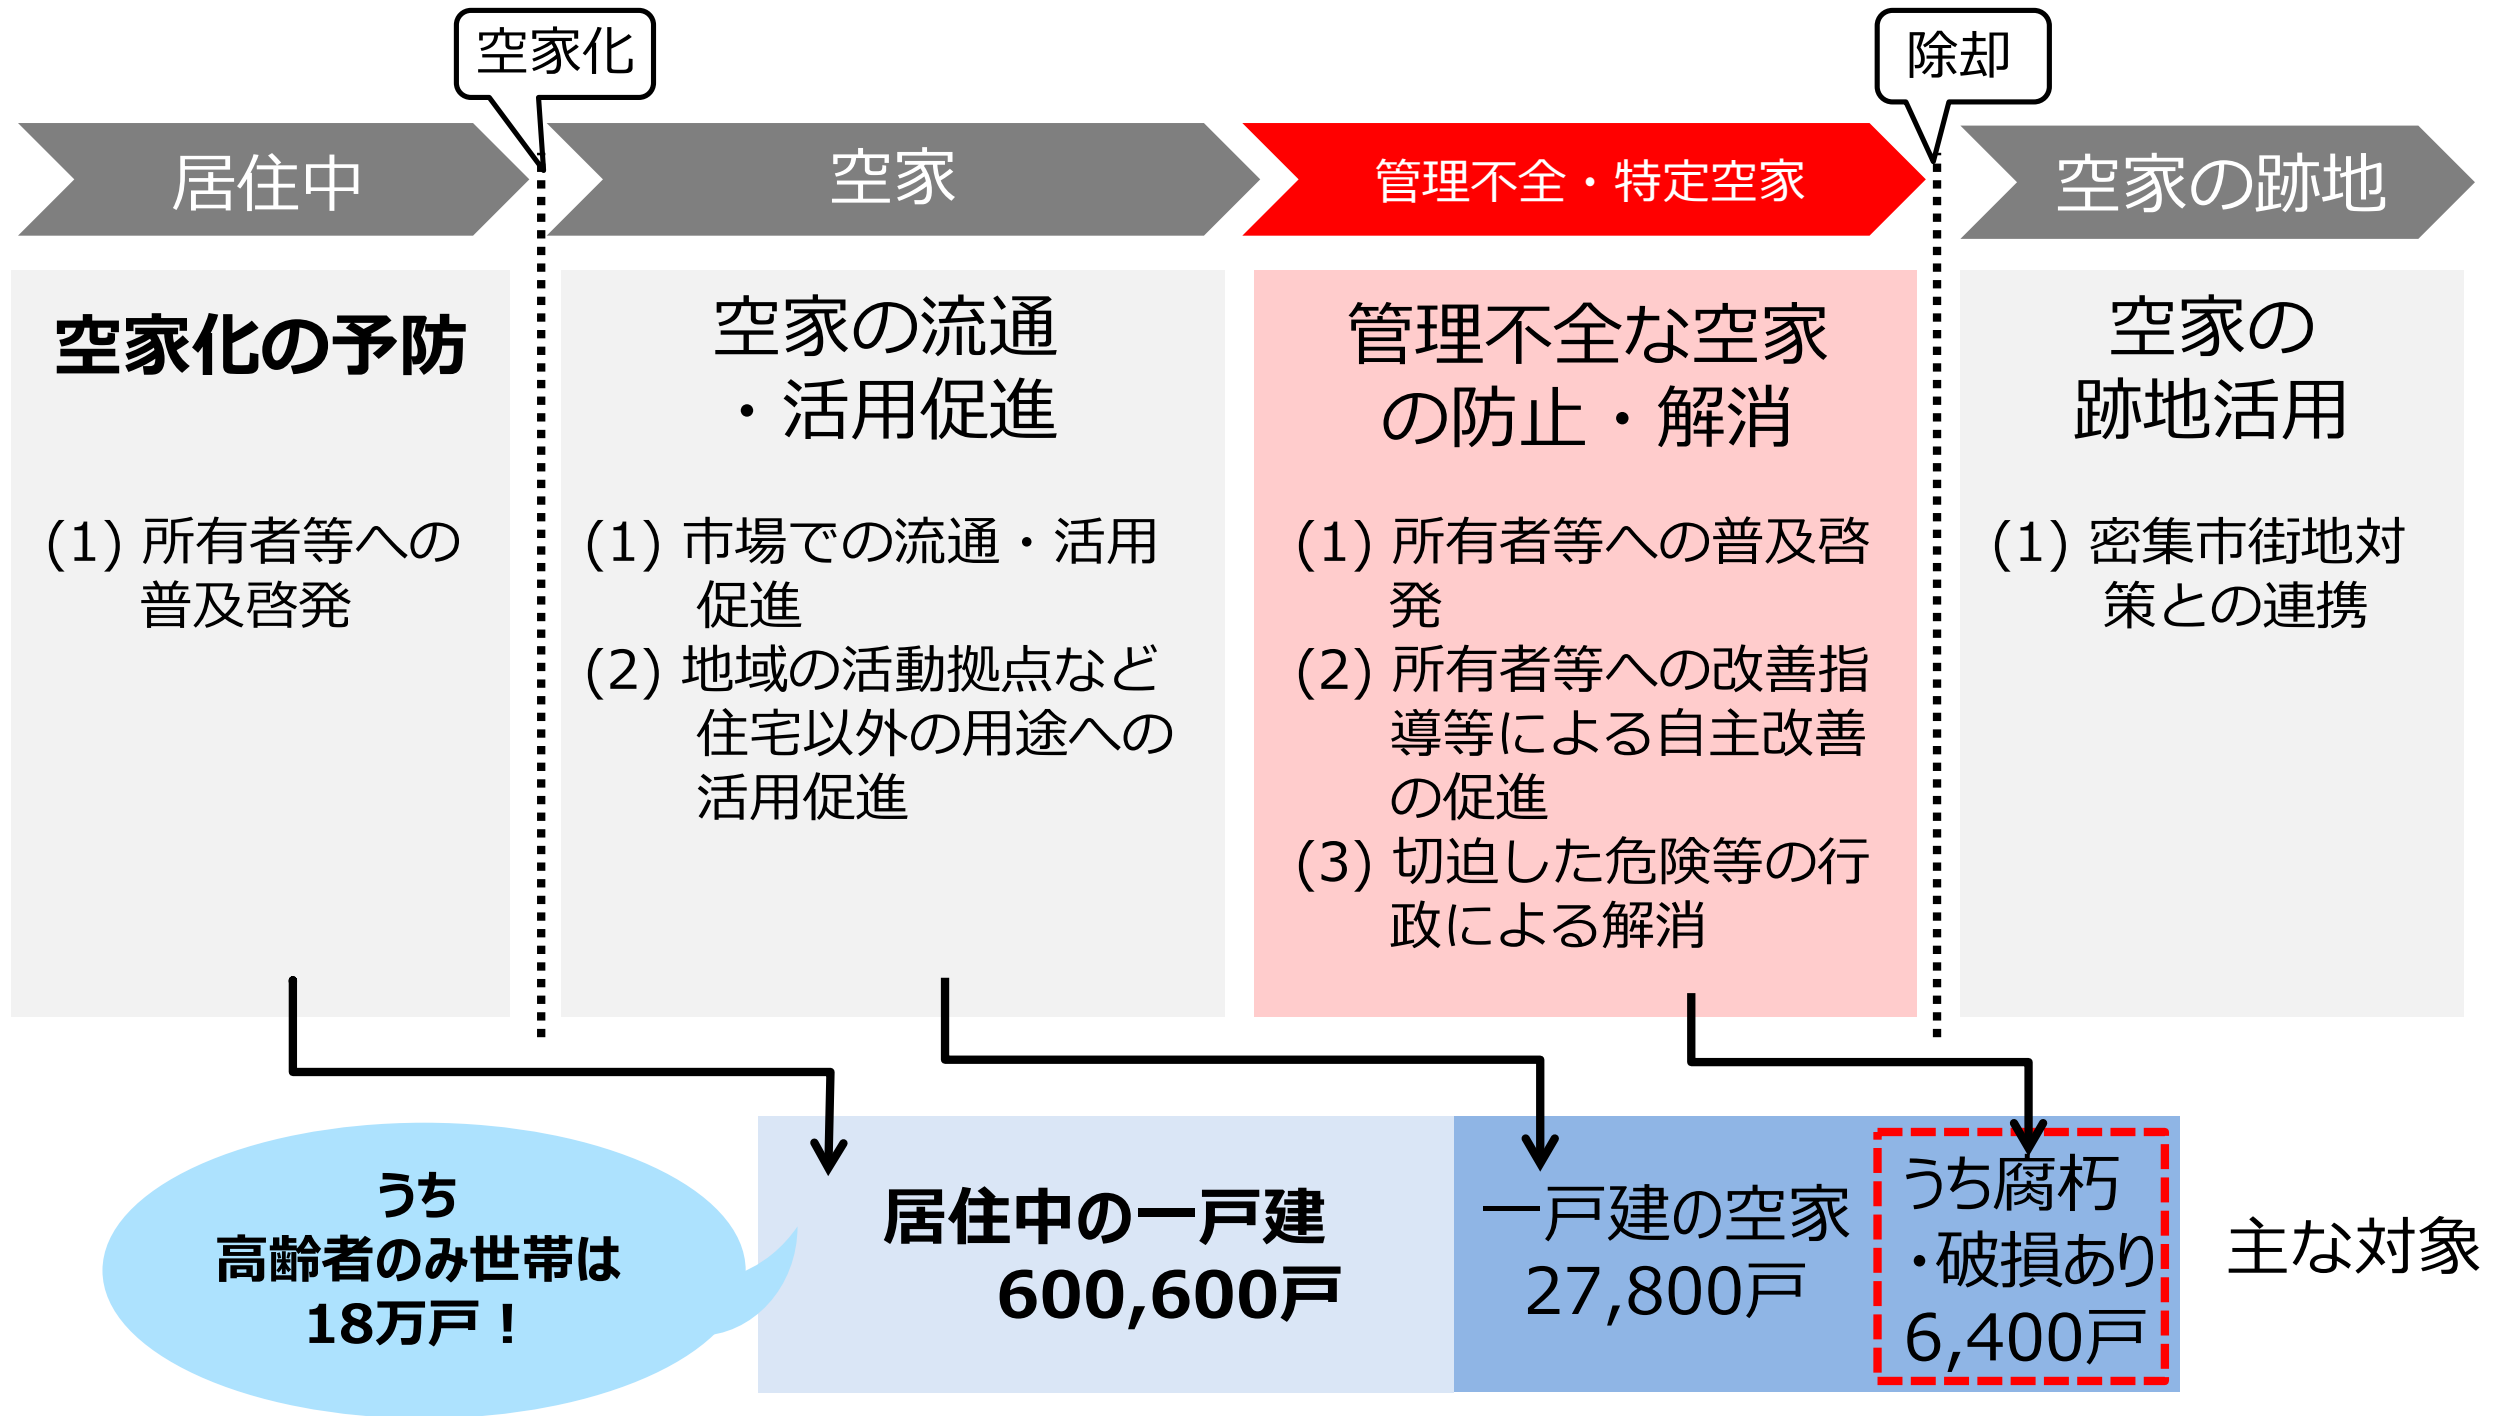 空家化
除却
居住中
空家
管理不全・特定空家
空家の跡地
空家化の予防
(1) 所有者等への
普及啓発
空家の流通
・活用促進
(1) 市場での流通・活用
促進
(2) 地域の活動拠点など
住宅以外の用途への
活用促進
管理不全な空家
の防止・解消
(1) 所有者等への普及啓
発
(2) 所有者等への改善指
導等による自主改善
の促進
(3) 切迫した危険等の行
政による解消
空家の
跡地活用
(1) 密集市街地対
策との連携
うち
高齢者のみ世帯は
18万戸！
居住中の一戸建
600,600戸
一戸建の空家
27,800戸
うち腐朽
・破損あり
6,400戸
主な対象